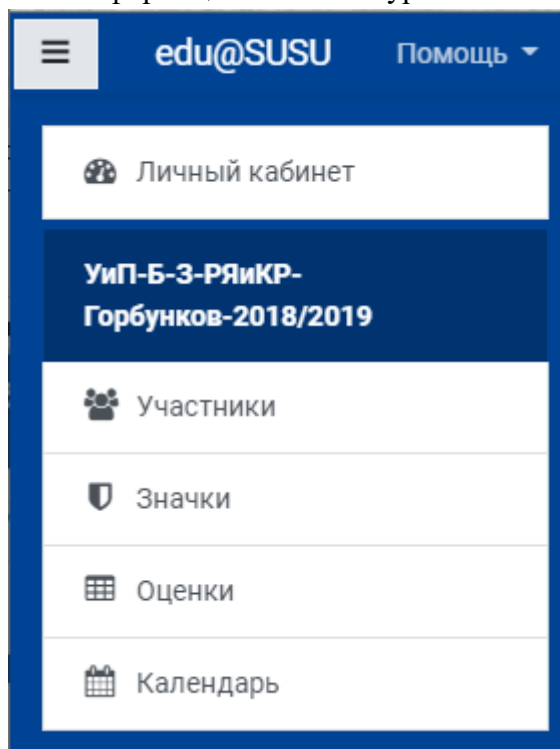 edu@SUSU Помощь
Личный кабинет
УиП-Б-З-РЯиКР-
Горбунков-2018/2019
Участники
Значки
Оценки
Календарь